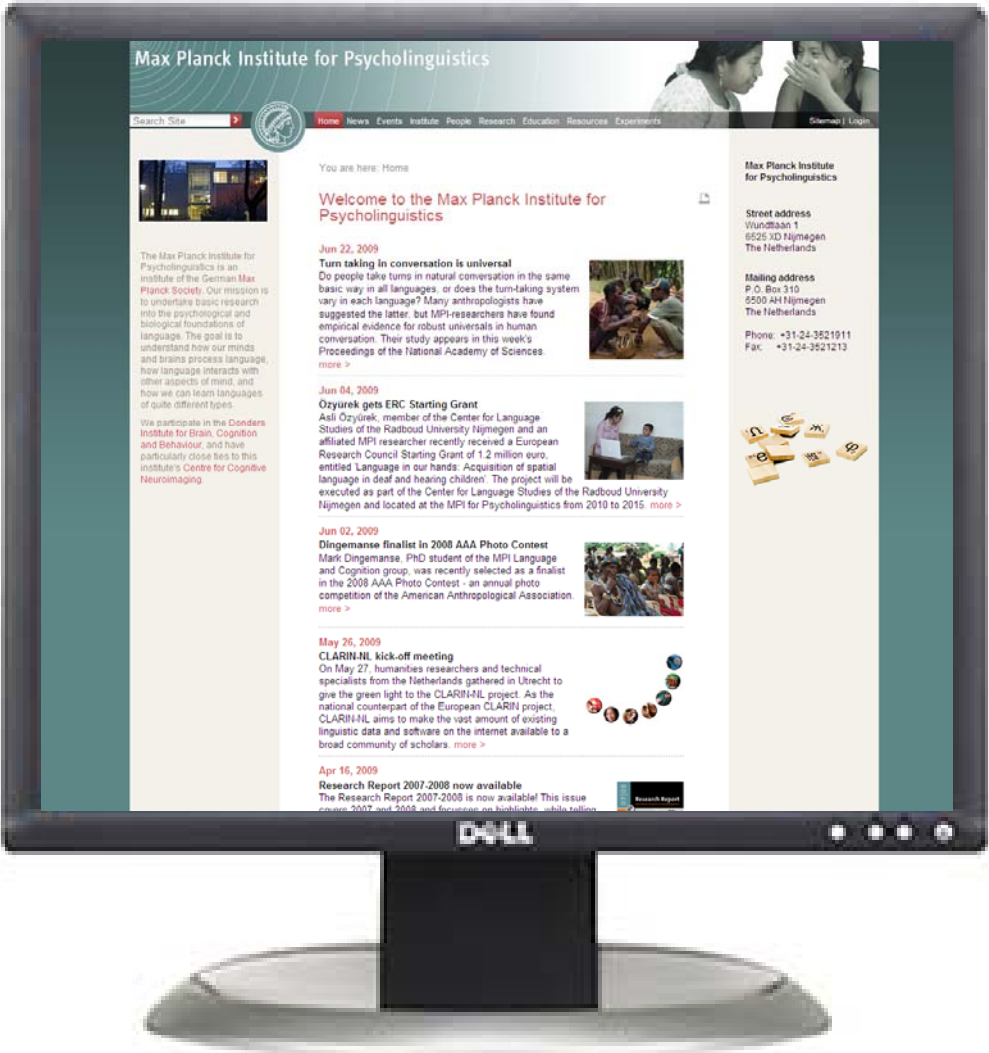 Max Planck Institute for Psycholinguistics
Search Site
Home News Events Institute People Research Education Resources Experiments
Sitemap | Login
You are here: Home
Welcome to the Max Planck Institute for
Psycholinguistics
Jun 22, 2009
Turn taking in conversation is universal
Do people take turns in natural conversation in the same
basic way in all languages, or does the turn-taking system
vary in each language? Many anthropologists have
suggested the latter, but MPI-researchers have found
empirical evidence for robust universals in human
conversation. Their study appears in this week's
Proceedings of the National Academy of Sciences.
more >
Jun 04, 2009
Özyürek gets ERC Starting Grant
Asli Özyürek, member of the Center for Language
Studies of the Radboud University Nijmegen and an
affiliated MPI researcher recently received a European
Research Council Starting Grant of 1.2 million euro,
entitled 'Language in our hands: Acquisition of spatial
language in deaf and hearing children'. The project will be
executed as part of the Center for Language Studies of the Radboud University
Nijmegen and located at the MPI for Psycholinguistics from 2010 to 2015. more >
Jun 02, 2009
Dingemanse finalist in 2008 AAA Photo Contest
Mark Dingemanse, PhD student of the MPI Language
and Cognition group, was recently selected as a finalist
in the 2008 AAA Photo Contest - an annual photo
competition of the American Anthropological Association.
more >
May 26, 2009
CLARIN-NL kick-off meeting
On May 27, humanities researchers and technical
specialists from the Netherlands gathered in Utrecht to
give the green light to the CLARIN-NL project. As the
national counterpart of the European CLARIN project,
CLARIN-NL aims to make the vast amount of existing
linguistic data and software on the internet available to a
broad community of scholars. more >
Apr 16, 2009
Research Report 2007-2008 now available
The Research Report 2007-2008 is now available! This issue
covers 2007 and 2008 and focusses on highlights, while telling
Research Report
The Max Planck Institute for
Psycholinguistics is an
institute of the German Max
Planck Society. Our mission is
to undertake basic research
into the psychological and
biological foundations of
language. The goal is to
understand how our minds
and brains process language,
how language interacts with
other aspects of mind, and
how we can learn languages
of quite different types.
We participate in the Donders
Institute for Brain, Cognition
and Behaviour, and have
particularly close ties to this
institute's Centre for Cognitive
Neuroimaging.
Max Planck Institute
for Psycholinguistics
Street address
Wundtlaan 1
6525 XD Nijmegen
The Netherlands
Mailing address
P.O. Box 310
6500 AH Nijmegen
The Netherlands
Phone: +31-24-3521911
Fax: +31-24-3521213
DELL